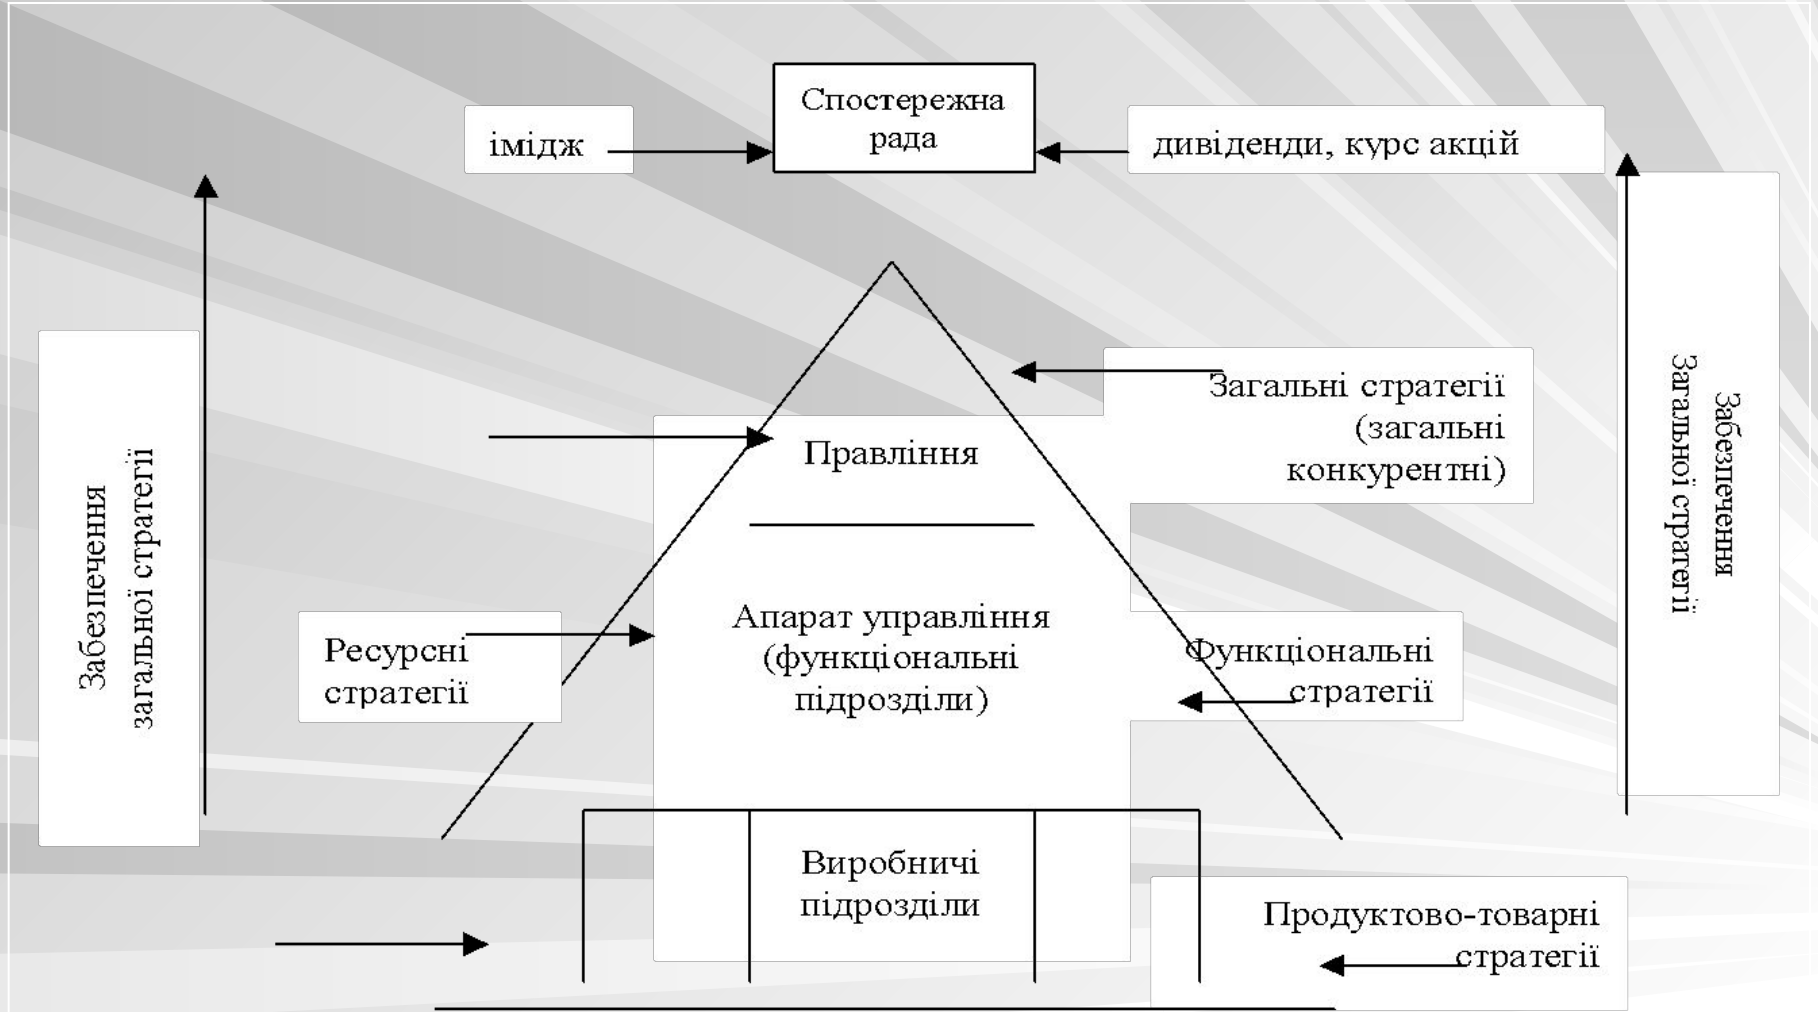 Спостережна
рада
імідж
дивіденди, курс акцій
Загальні стратегії
(загальні
конкурентні)
Правління
Забезпечення
загальної стратегії
Забезпечення
Загальної стратегії
Апарат управління
(функціональні
підрозділи)
Ресурсні
стратегії
Функціональні
стратегії
Виробничі
підрозділи
Продуктово-товарні
стратегії